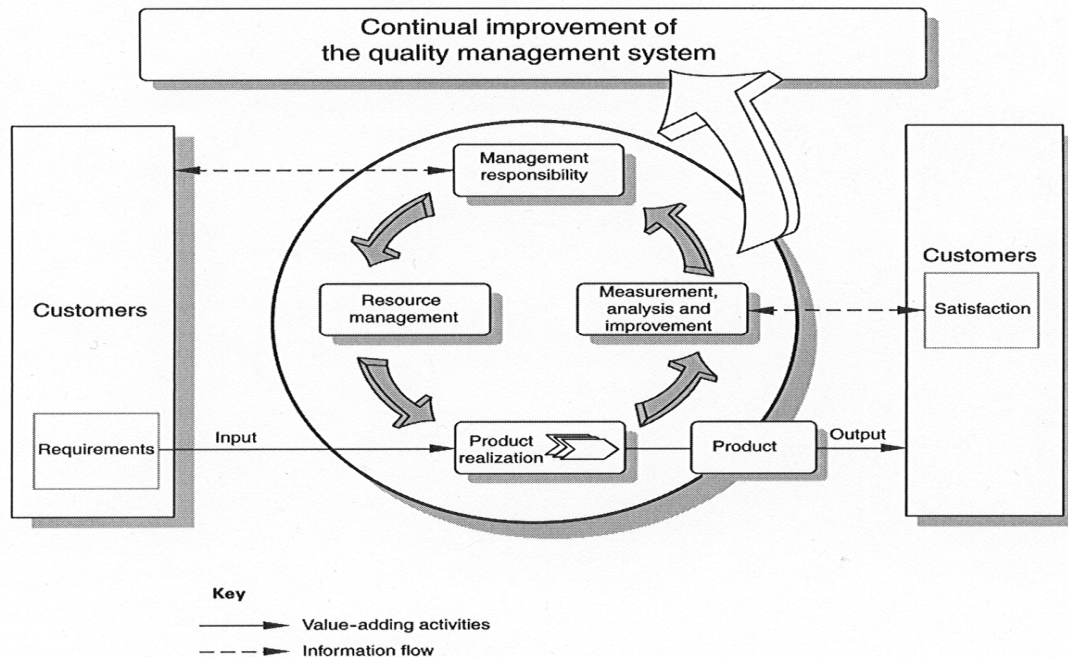 Continual improvement of
the quality management system
Management
responsibility
Customers
Customers
Resource
management
Measurement,
analysis and
improvement
Satisfaction
Requirements
Input
Product
realization
Product
Output
Key
Value-adding activities
Information flow